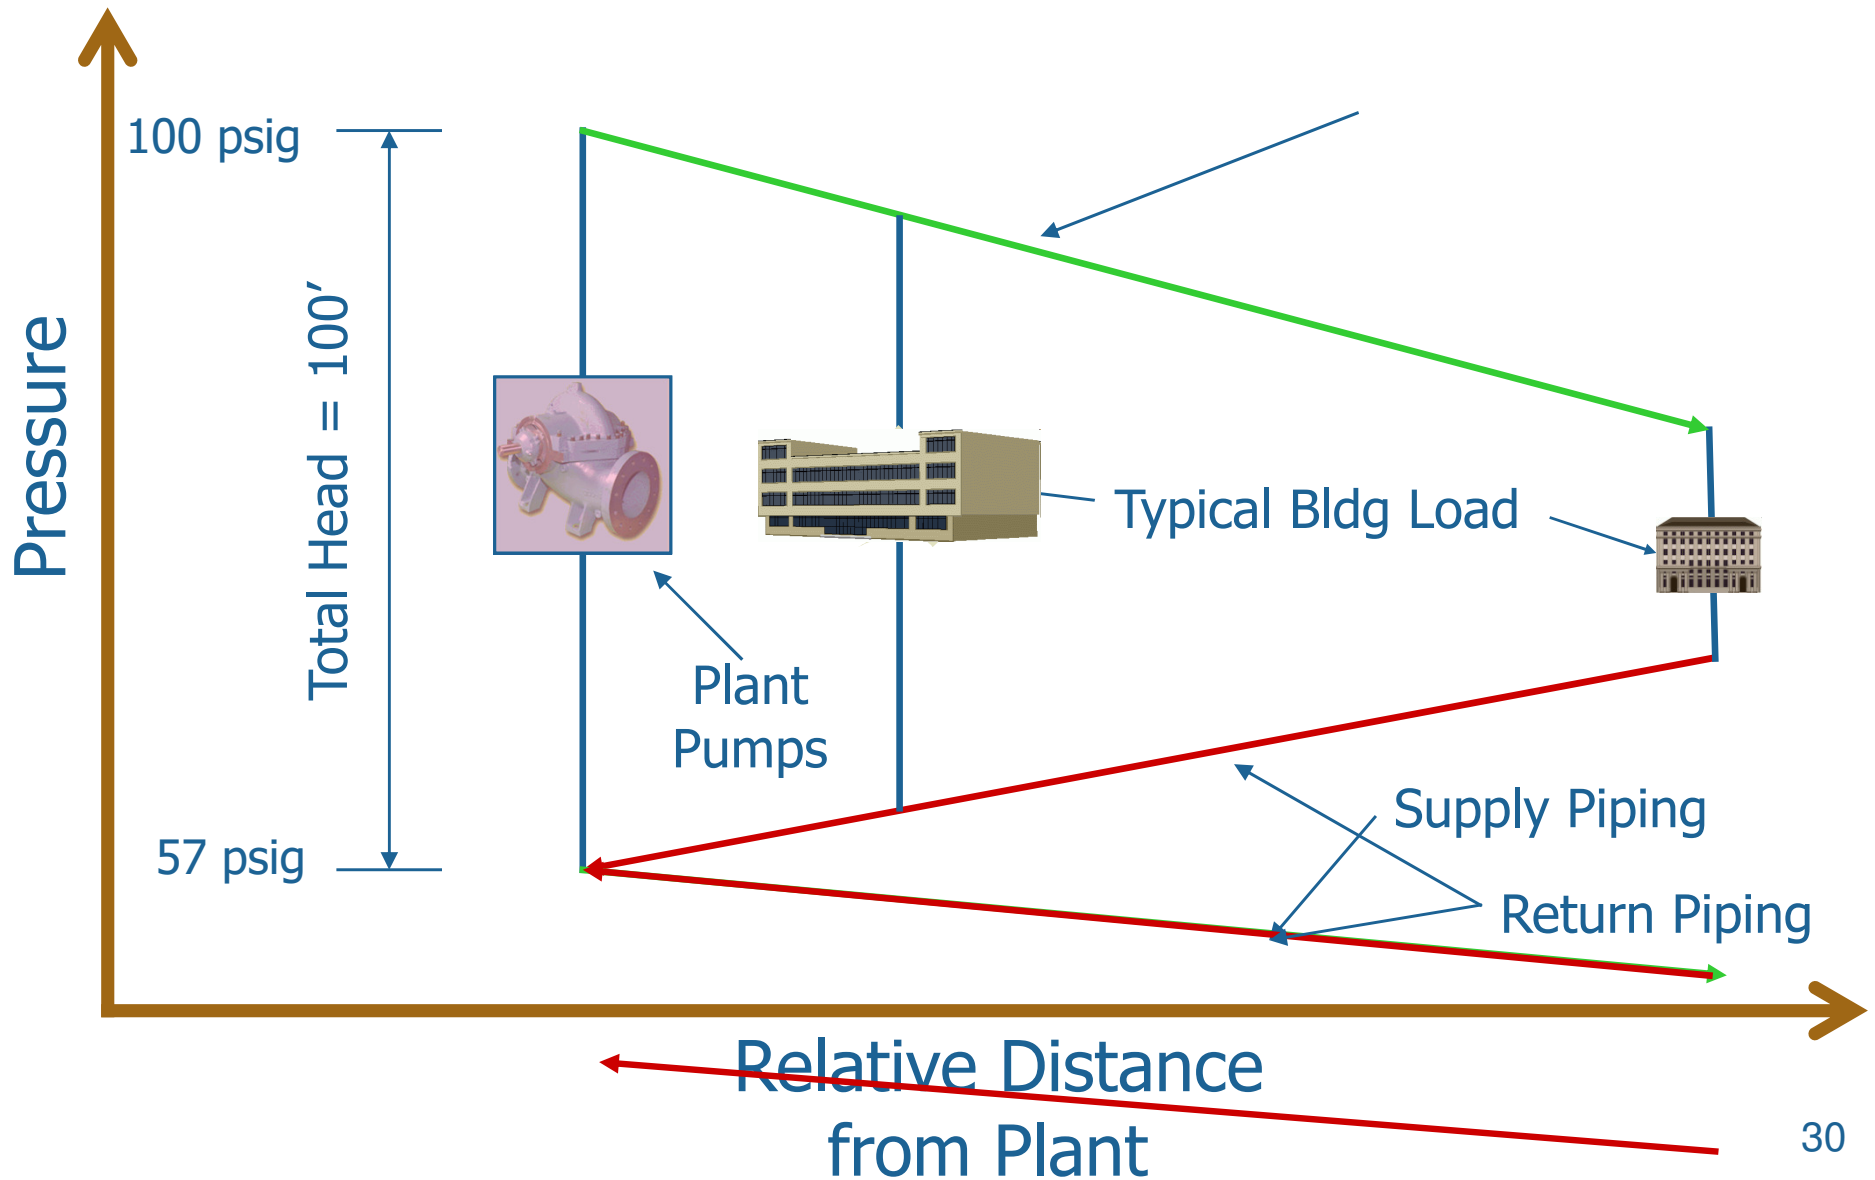 100 psig
Pressure
Total Head = 100’
Typical Bldg Load
Plant
Pumps
Supply Piping
57 psig
Return Piping
Relative Distance
from Plant
30